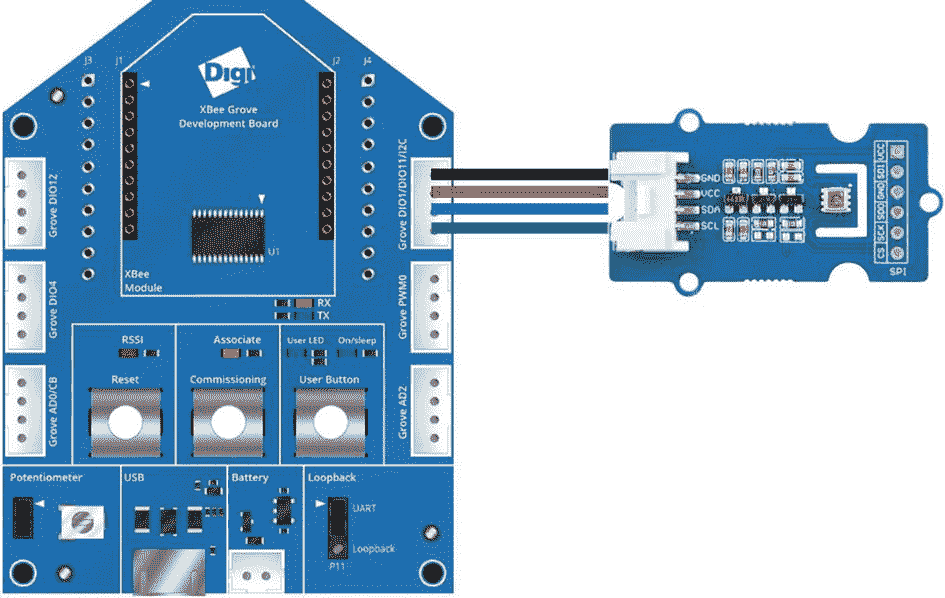 J3
J1
J2
J4
Digi
XBee Grove
Development Board
Grove DIO12
Grove DIO4
Grove AD0/CB
Grove DIO1/DIO11/I2C
Grove PWM0
Grove AD2
U1
XBee
Module
RX
TX
RSSI
Associate
User LED
On/sleep
Reset
Commissioning
User Button
Potentiometer
USB
Battery
Loopback
UART
Loopback
P11
GND
VCC
SDA
SCL
VCC
SDI
GND
SDO
SCK
CS
SPI